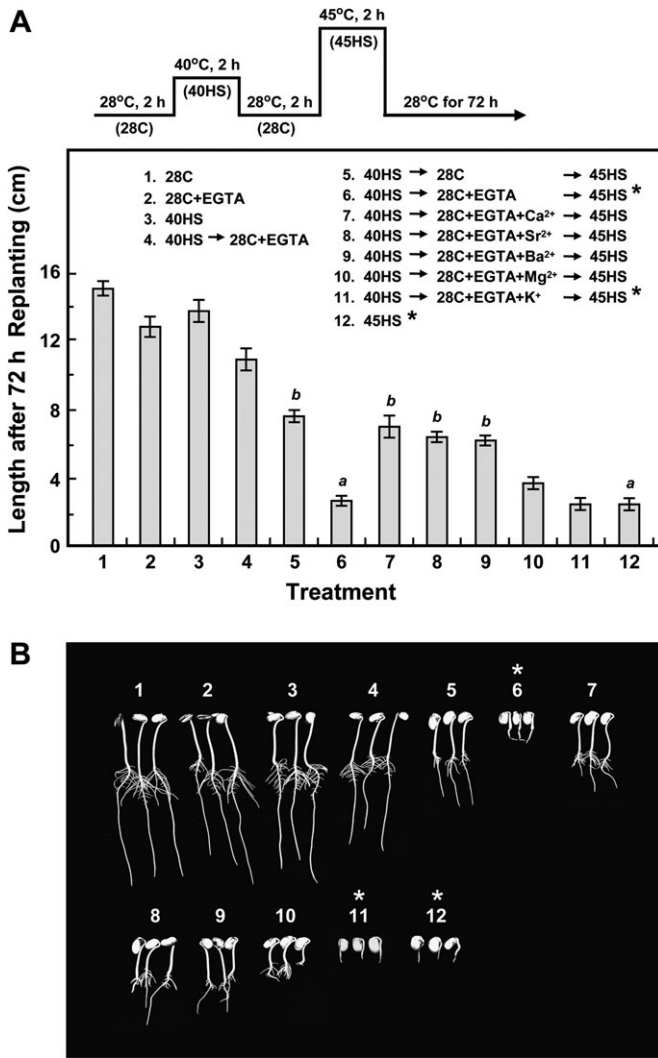 A
45°C, 2 h
(45HS)
40°C, 2 h
(40HS)
28°C, 2 h
(28C)
28°C, 2 h
(28C)
28°C for 72 h
1. 28C
2. 28C+EGTA
3. 40HS
4. 40HS → 28C+EGTA
5. 40HS → 28C → 45HS
6. 40HS → 28C+EGTA → 45HS *
7. 40HS → 28C+EGTA+Ca²⁺ → 45HS
8. 40HS → 28C+EGTA+Sr²⁺ → 45HS
9. 40HS → 28C+EGTA+Ba²⁺ → 45HS
10. 40HS → 28C+EGTA+Mg²⁺ → 45HS
11. 40HS → 28C+EGTA+K⁺ → 45HS *
12. 45HS *
Length after 72 h Replanting (cm)
16
12
8
4
0
b a b b b a
1 2 3 4 5 6 7 8 9 10 11 12
Treatment
B
*
1 2 3 4 5 6 7
* *
8 9 10 11 12